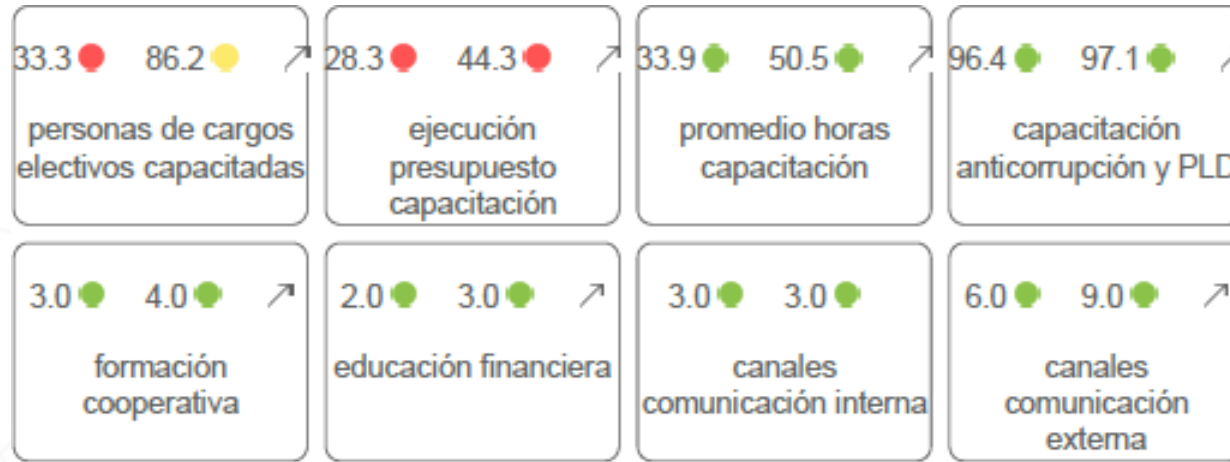 33.3 86.2
personas de cargos
electivos capacitadas
28.3 44.3
ejecución
presupuesto
capacitación
33.9 50.5
promedio horas
capacitación
96.4 97.1
capacitación
anticorrupción y PLD
3.0 4.0
formación
cooperativa
2.0 3.0
educación financiera
3.0 3.0
canales
comunicación interna
6.0 9.0
canales
comunicación
externa